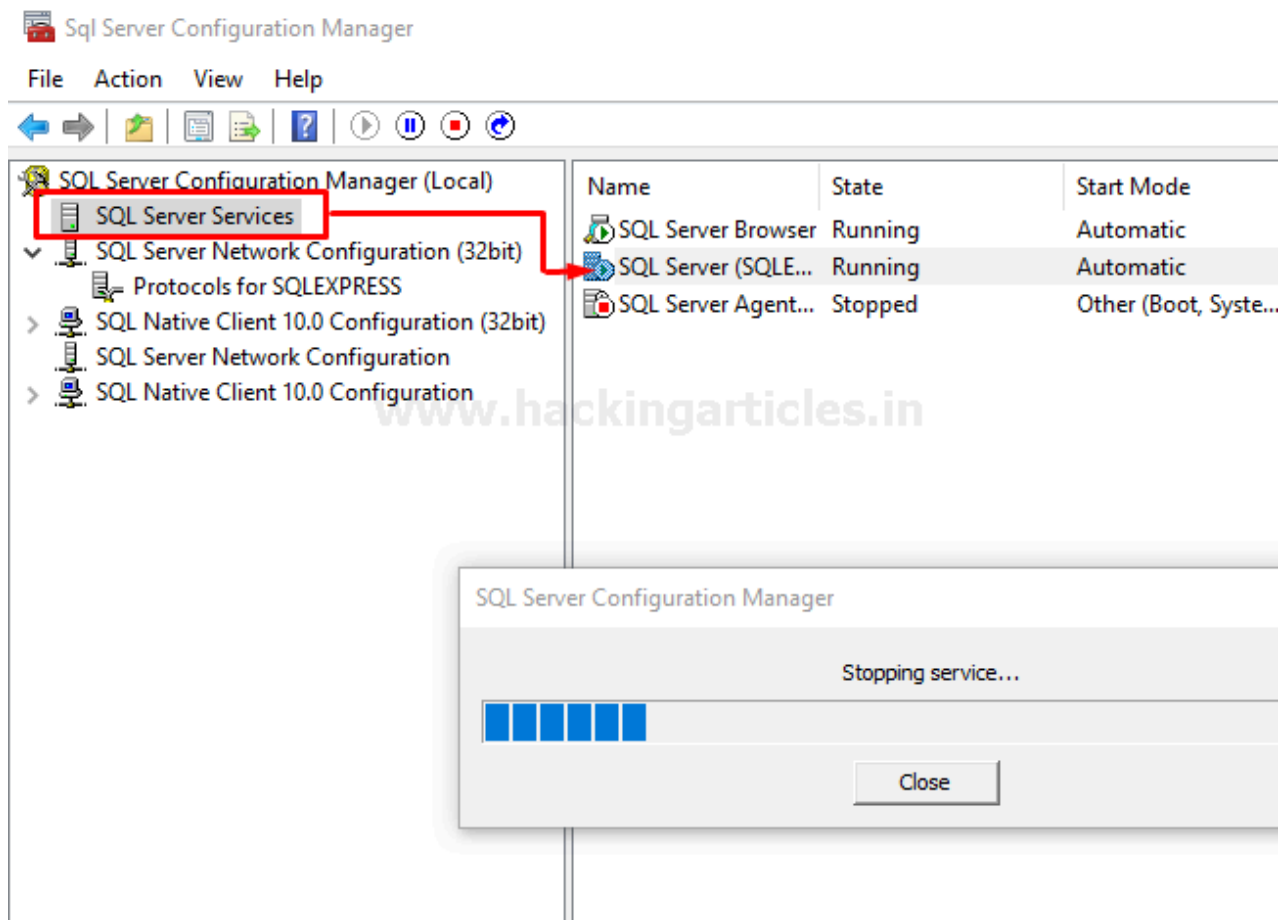 Sql Server Configuration Manager
File Action View Help
SQL Server Configuration Manager (Local)
SQL Server Services
SQL Server Network Configuration (32bit)
Protocols for SQLEXPRESS
SQL Native Client 10.0 Configuration (32bit)
SQL Server Network Configuration
SQL Native Client 10.0 Configuration
Name State Start Mode
SQL Server Browser Running Automatic
SQL Server (SQLE... Running Automatic
SQL Server Agent... Stopped Other (Boot, Syste...
www.hackingarticles.in
SQL Server Configuration Manager
Stopping service...
Close